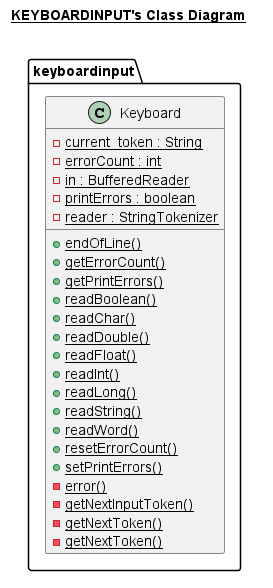 KEYBOARDINPUT's Class Diagram
keyboardinput
C Keyboard
current_token : String
errorCount : int
in : BufferedReader
printErrors : boolean
reader : StringTokenizer
endOfLine()
getErrorCount()
getPrintErrors()
readBoolean()
readChar()
readDouble()
readFloat()
readInt()
readLong()
readString()
readWord()
resetErrorCount()
setPrintErrors()
error()
getNextInputToken()
getNextToken()
getNextToken()